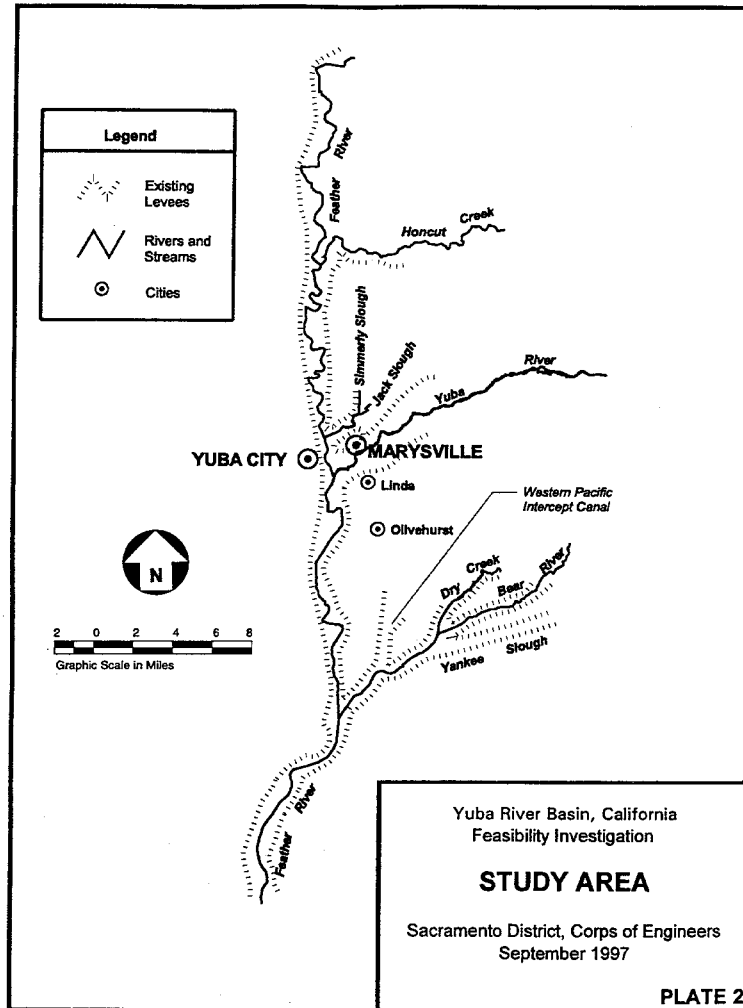 Legend
Existing
Levees
Rivers and
Streams
Cities
River
Feather
Honcut Creek
Simmerly Slough
Jack Slough
Yuba River
YUBA CITY
MARYSVILLE
Linda
Olivehurst
Western Pacific
Intercept Canal
Dry Creek
Bear River
Yankee Slough
N
2 0 2 4 6 8
Graphic Scale in Miles
Feather River
Yuba River Basin, California
Feasibility Investigation
STUDY AREA
Sacramento District, Corps of Engineers
September 1997
PLATE 2